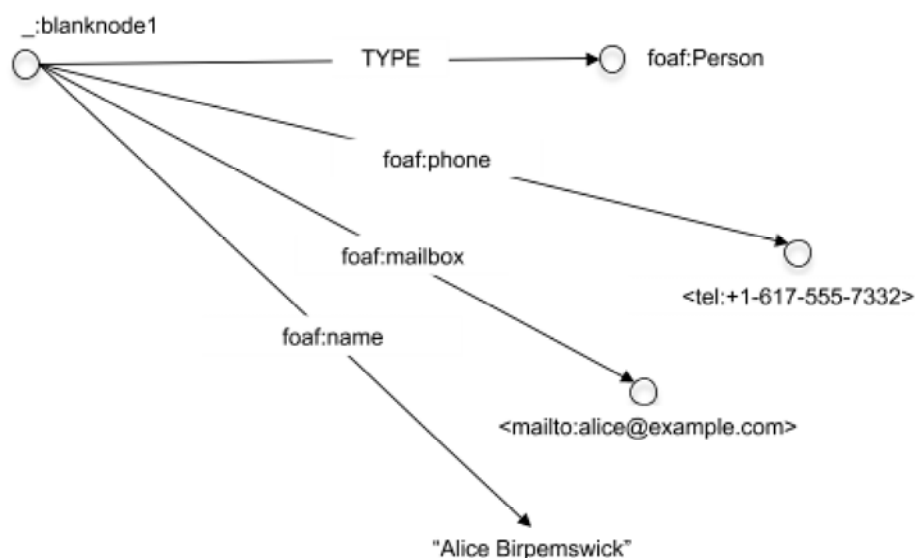 _:blanknode1
TYPE
foaf:Person
foaf:phone
foaf:mailbox
<tel:+1-617-555-7332>
foaf:name
<mailto:alice@example.com>
“Alice Birpemswick”